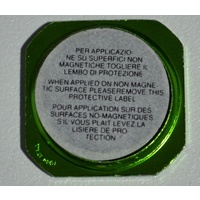 PER APPLICAZIO
NE SU SUPERFICI NON
MAGNETICHE TOGLIERE IL
LEMBO DI PROTEZIONE
WHEN APPLIED ON NON MAGNE
TIC SURFACE PLEASEREMOVE THIS
PROTECTIVE LABEL
POUR APPLICATION SUR DES
SURFACES NO-MAGNETIQUES
S'IL VOUS PLAIT LEVEZ LA
LISIERE DE PRO
TECTION